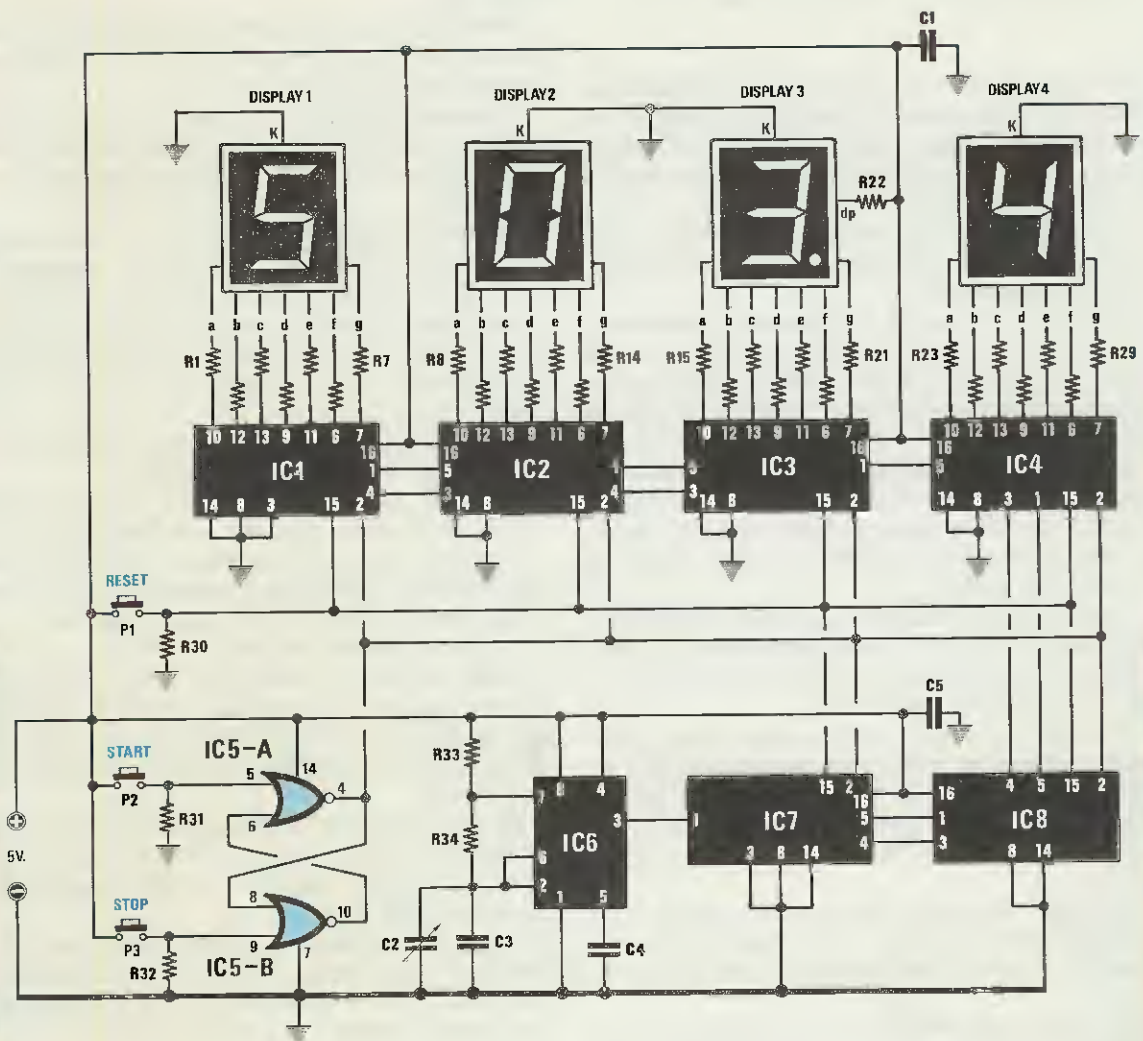 C1
DISPLAY 1
DISPLAY 2
DISPLAY 3
DISPLAY 4
K
K
K
K
R22
dp
a b c d e f g
a b c d e f g
a b c d e f g
a b c d e f g
R1
R7
R8
R14
R15
R21
R23
R29
10 12 13 9 11 6 7
16
IC1
1
4
14 8 3 15 2
10 12 13 9 11 6 7
16
5
3
IC2
1
4
14 8 15 2
10 12 13 9 11 6 7
5
3
IC3
16
1
14 8 15 2
10 12 13 9 11 6 7
16
5
IC4
14 8 3 1 15 2
RESET
P1
R30
C5
5V.
START
P2
R31
IC5-A
5
6
14
4
STOP
P3
R32
IC5-B
8
9
10
7
R33
R34
C2
C3
C4
8 4
7
6
2
IC6
3
1 5
15 2
1
IC7
16
5
4
3 8 14
4 5 15 2
16
1
3
IC8
8 14